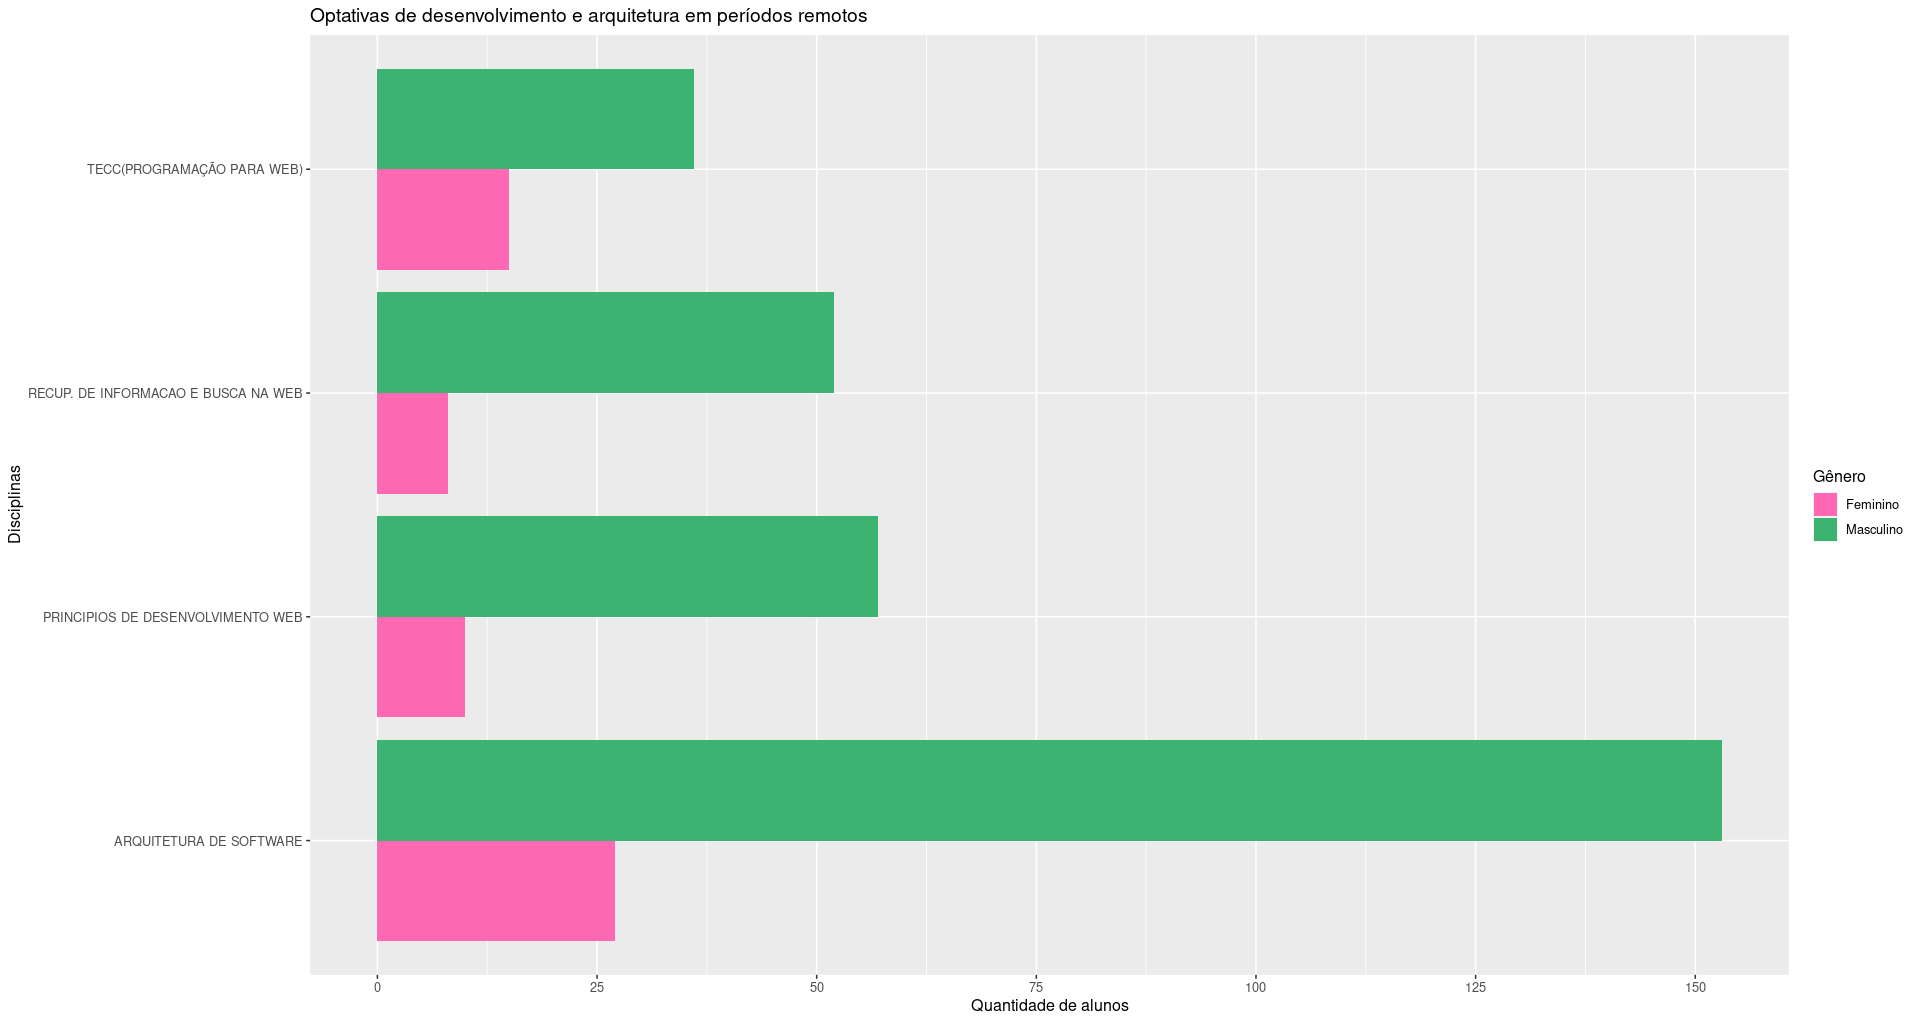 Optativas de desenvolvimento e arquitetura em períodos remotos
TECC(PROGRAMAÇÃO PARA WEB)
RECUP. DE INFORMACAO E BUSCA NA WEB
PRINCIPIOS DE DESENVOLVIMENTO WEB
ARQUITETURA DE SOFTWARE
Disciplinas
0 25 50 75 100 125 150
Quantidade de alunos
Gênero
Feminino
Masculino